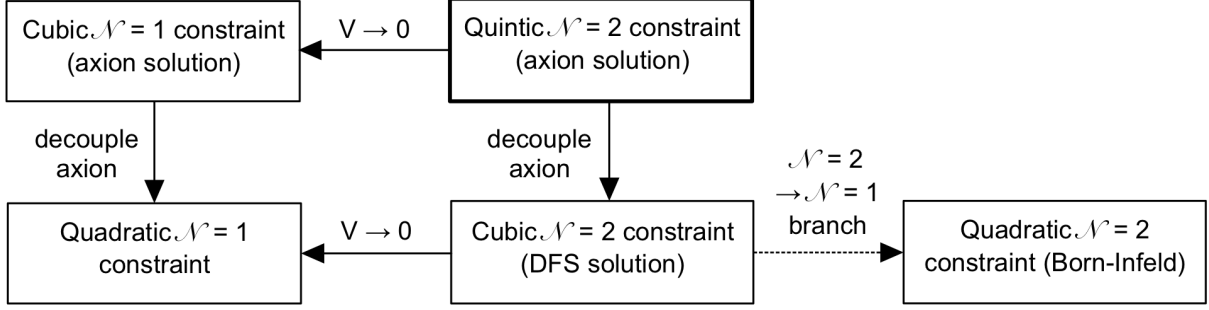 Cubic 𝒩 = 1 constraint
(axion solution)
V → 0
Quintic 𝒩 = 2 constraint
(axion solution)
decouple
axion
decouple
axion
𝒩 = 2
→ 𝒩 = 1
branch
Quadratic 𝒩 = 1
constraint
V → 0
Cubic 𝒩 = 2 constraint
(DFS solution)
Quadratic 𝒩 = 2
constraint (Born-Infeld)